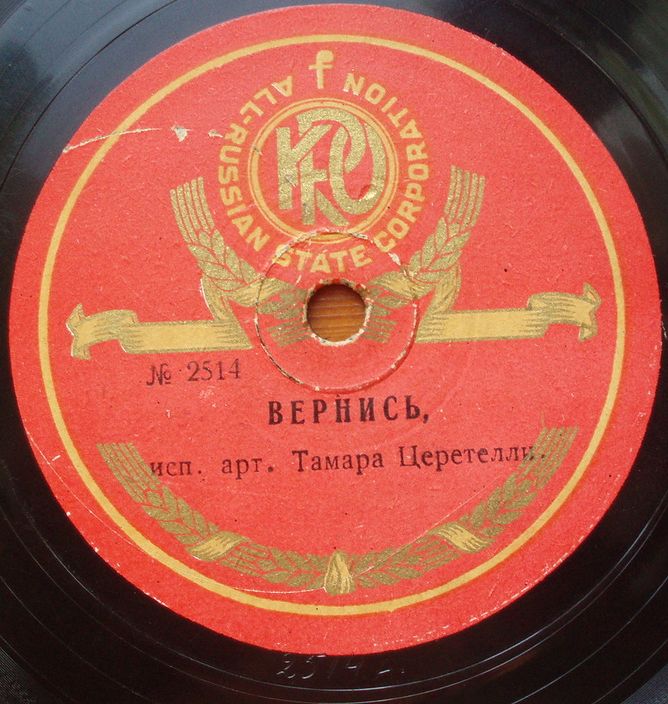 ALL-RUSSIAN STATE CORPORATION
№ 2514
ВЕРНИСЬ,
исп. арт. Тамара Церетелли.